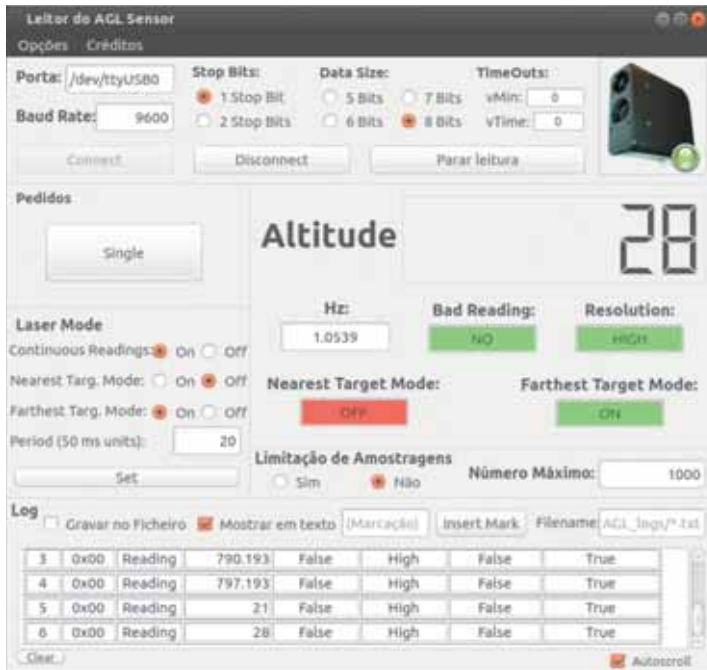 Leitor do AGL Sensor
Opções Créditos
Porta: /dev/ttyUSB0
Baud Rate: 9600
Stop Bits:
1 Stop Bit
2 Stop Bits
Data Size:
5 Bits 7 Bits
6 Bits 8 Bits
TimeOuts:
vMin: 0
vTime: 0
Connect Disconnect Parar leitura
Pedidos
Single
Altitude 28
Hz: Bad Reading: Resolution:
1.0539 NO HIGH
Laser Mode
Continuous Readings: On Off
Nearest Targ. Mode: On Off
Farthest Targ. Mode: On Off
Period (50 ms units): 20
Set
Nearest Target Mode: Farthest Target Mode:
OFF ON
Limitação de Amostragens
Sim Não
Número Máximo: 1000
Log
Gravar no Ficheiro Mostrar em texto (Marcação) Insert Mark Filename AGL_logs/*.txt
3 0x00 Reading 790.193 False High False True
4 0x00 Reading 797.193 False High False True
5 0x00 Reading 21 False High False True
6 0x00 Reading 28 False High False True
Clear Autoscroll